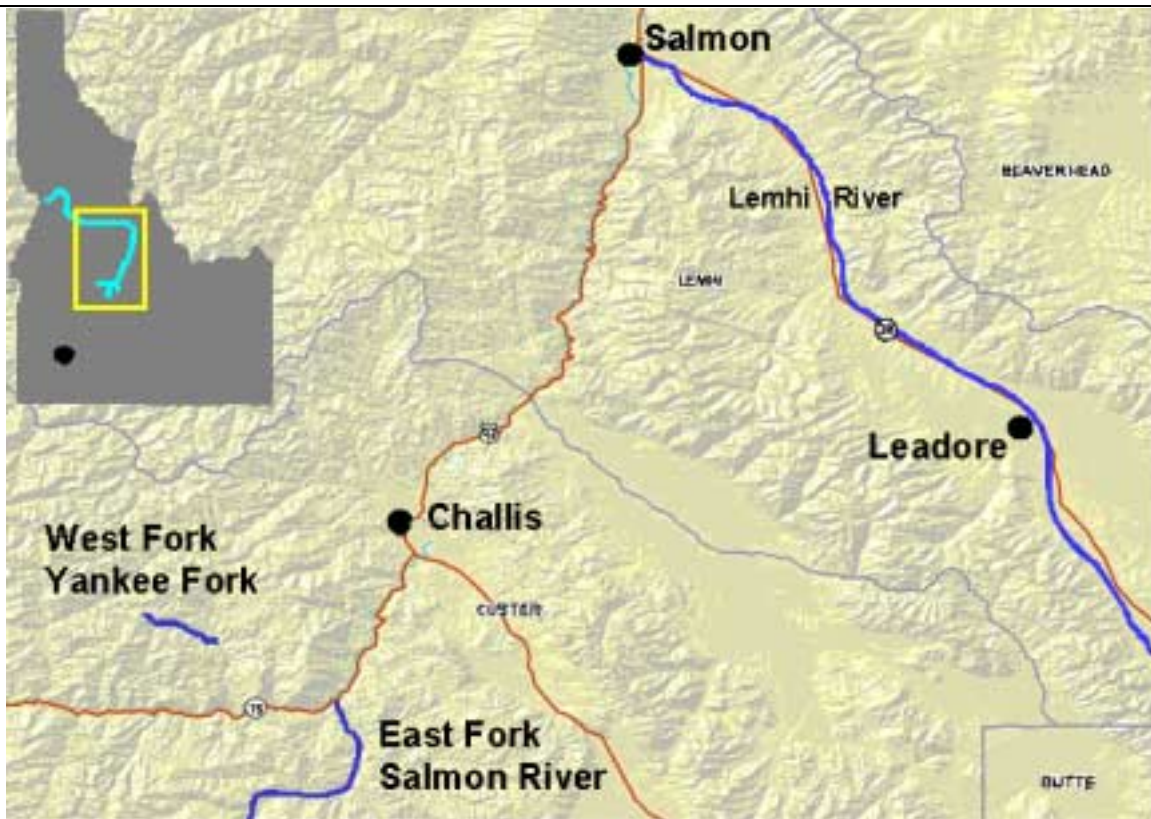 Salmon
BEAVERHEAD
Lemhi River
LEMHI
28
Leadore
93
Challis
West Fork
Yankee Fork
CUSTER
75
East Fork
Salmon River
BUTTE